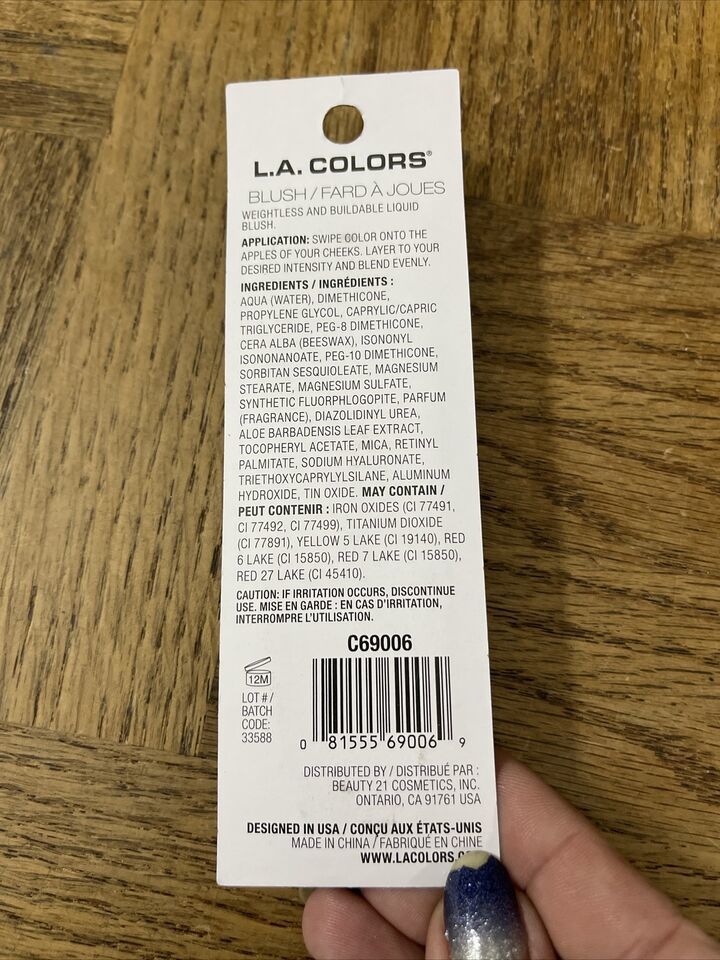 L.A. COLORS®
BLUSH / FARD À JOUES
WEIGHTLESS AND BUILDABLE LIQUID
BLUSH.
APPLICATION: SWIPE COLOR ONTO THE
APPLES OF YOUR CHEEKS. LAYER TO YOUR
DESIRED INTENSITY AND BLEND EVENLY.
INGREDIENTS / INGRÉDIENTS :
AQUA (WATER), DIMETHICONE,
PROPYLENE GLYCOL, CAPRYLIC/CAPRIC
TRIGLYCERIDE, PEG-8 DIMETHICONE,
CERA ALBA (BEESWAX), ISONONYL
ISONONANOATE, PEG-10 DIMETHICONE,
SORBITAN SESQUIOLEATE, MAGNESIUM
STEARATE, MAGNESIUM SULFATE,
SYNTHETIC FLUORPHLOGOPITE, PARFUM
(FRAGRANCE), DIAZOLIDINYL UREA,
ALOE BARBADENSIS LEAF EXTRACT,
TOCOPHERYL ACETATE, MICA, RETINYL
PALMITATE, SODIUM HYALURONATE,
TRIETHOXYCAPRYLYLSILANE, ALUMINUM
HYDROXIDE, TIN OXIDE. MAY CONTAIN /
PEUT CONTENIR : IRON OXIDES (CI 77491,
CI 77492, CI 77499), TITANIUM DIOXIDE
(CI 77891), YELLOW 5 LAKE (CI 19140), RED
6 LAKE (CI 15850), RED 7 LAKE (CI 15850),
RED 27 LAKE (CI 45410).
CAUTION: IF IRRITATION OCCURS, DISCONTINUE
USE. MISE EN GARDE : EN CAS D'IRRITATION,
INTERROMPRE L'UTILISATION.
C69006
12M
LOT # /
BATCH
CODE:
33588
0 81555 69006 9
DISTRIBUTED BY / DISTRIBUÉ PAR :
BEAUTY 21 COSMETICS, INC.
ONTARIO, CA 91761 USA
DESIGNED IN USA / CONÇU AUX ÉTATS-UNIS
MADE IN CHINA / FABRIQUÉ EN CHINE
WWW.LACOLORS.